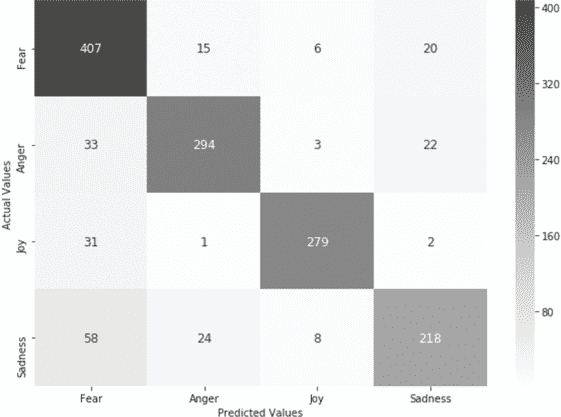 400
407 15 6 20
Fear
320
33 294 3 22
Anger
240
Actual Values
31 1 279 2
Joy
160
80
58 24 8 218
Sadness
Fear Anger Joy Sadness
Predicted Values